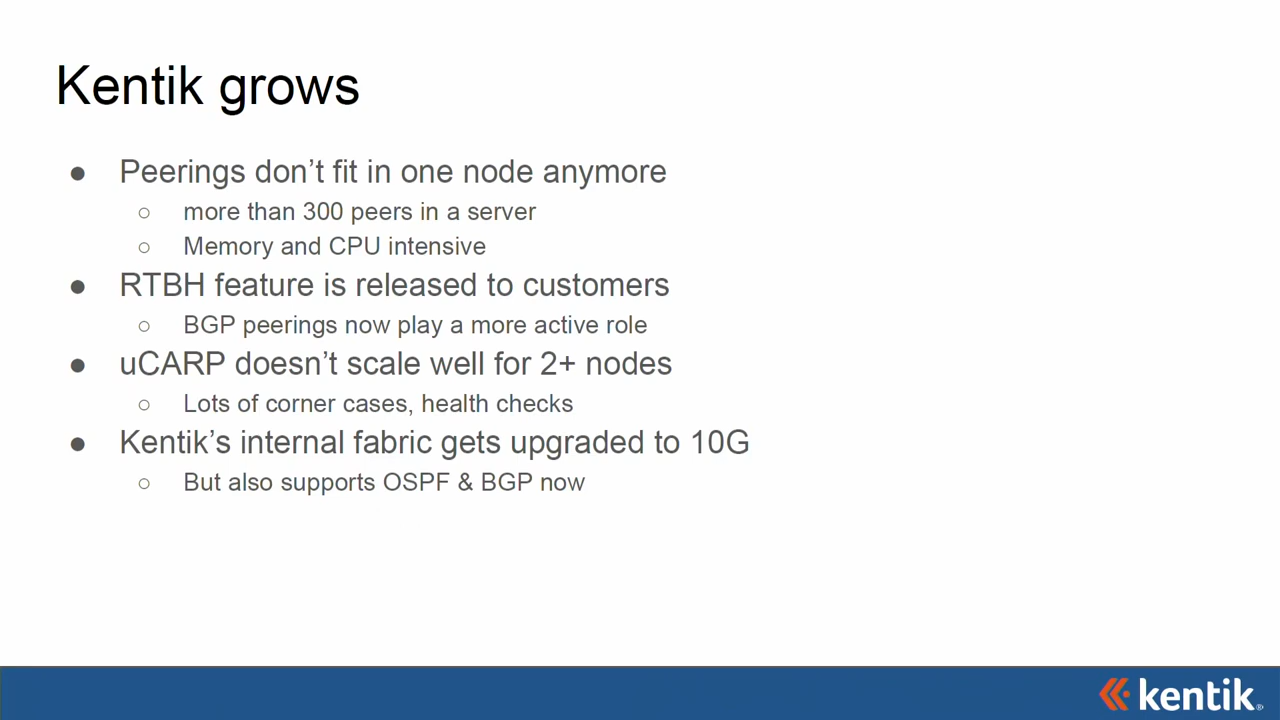 Kentik grows
● Peerings don’t fit in one node anymore
○ more than 300 peers in a server
○ Memory and CPU intensive
● RTBH feature is released to customers
○ BGP peerings now play a more active role
● uCARP doesn’t scale well for 2+ nodes
○ Lots of corner cases, health checks
● Kentik’s internal fabric gets upgraded to 10G
○ But also supports OSPF & BGP now
kentik®